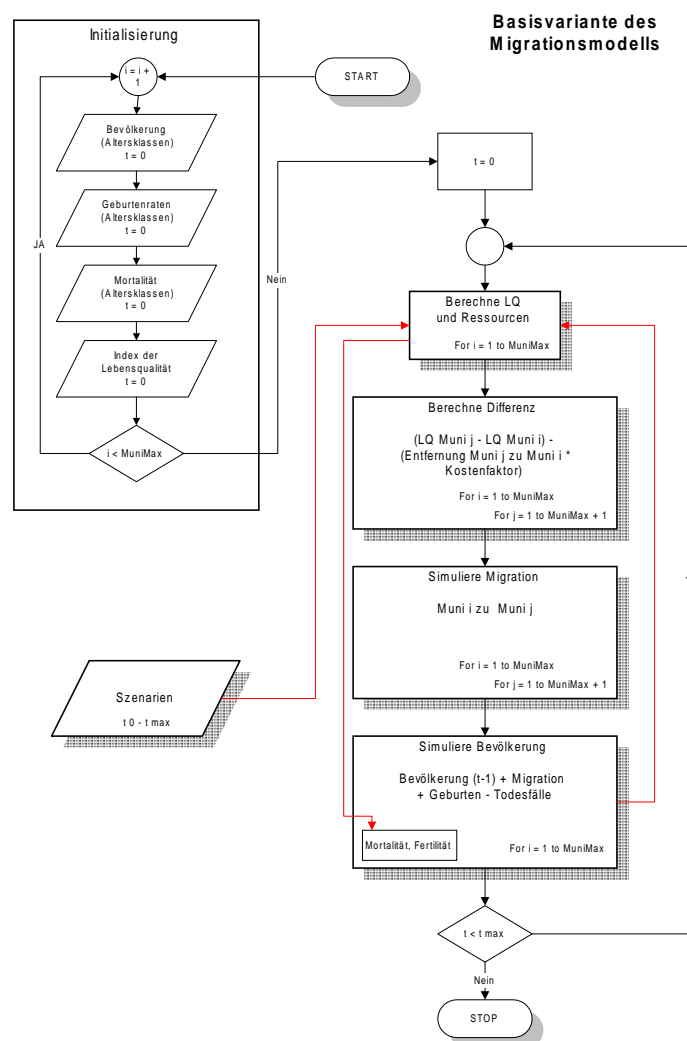 Basisvariante des
Migrationsmodells
Initialisierung
i = i +
1
START
Bevölkerung
(Altersklassen)
t = 0
Geburtenraten
(Altersklassen)
t = 0
JA
Mortalität
(Altersklassen)
t = 0
Nein
Index der
Lebensqualität
t = 0
i < MuniMax
t = 0
Berechne LQ
und Ressourcen
For i = 1 to MuniMax
Berechne Differenz
(LQ Muni j - LQ Muni i) -
(Entfernung Muni j zu Muni i *
Kostenfaktor)
For i = 1 to MuniMax
For j = 1 to MuniMax + 1
Simuliere Migration
Muni i zu Muni j
For i = 1 to MuniMax
For j = 1 to MuniMax + 1
Szenarien
t 0 - t max
Simuliere Bevölkerung
Bevölkerung (t-1) + Migration
+ Geburten - Todesfälle
Mortalität, Fertilität
For i = 1 to MuniMax
t < t max
Nein
STOP